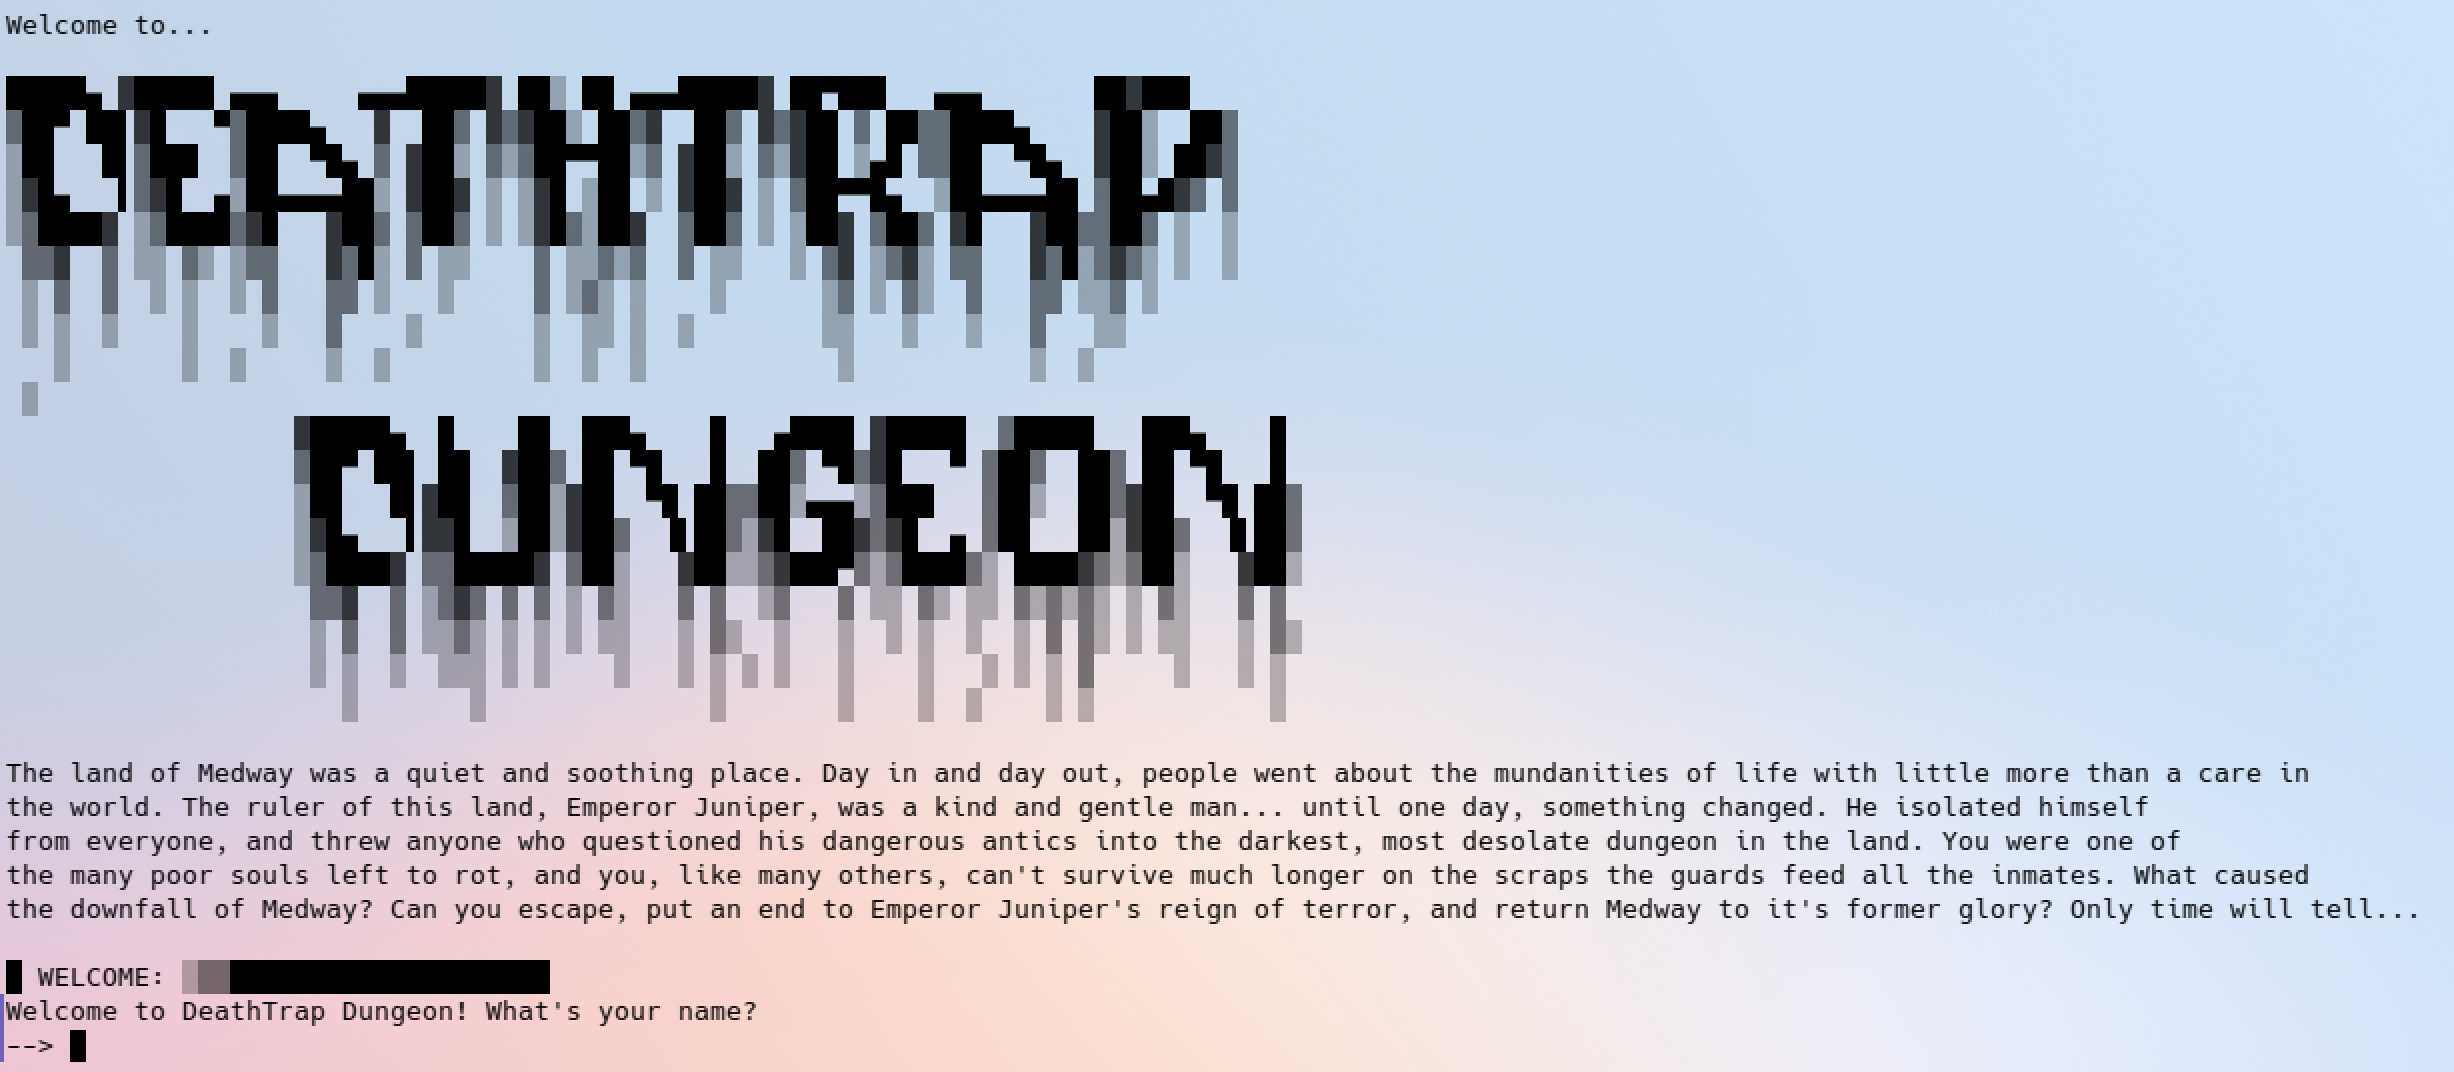 Welcome to...
DEATHTRAP
DUNGEON
The land of Medway was a quiet and soothing place. Day in and day out, people went about the mundanities of life with little more than a care in
the world. The ruler of this land, Emperor Juniper, was a kind and gentle man... until one day, something changed. He isolated himself
from everyone, and threw anyone who questioned his dangerous antics into the darkest, most desolate dungeon in the land. You were one of
the many poor souls left to rot, and you, like many others, can't survive much longer on the scraps the guards feed all the inmates. What caused
the downfall of Medway? Can you escape, put an end to Emperor Juniper's reign of terror, and return Medway to it's former glory? Only time will tell...
WELCOME:
Welcome to DeathTrap Dungeon! What's your name?
-->